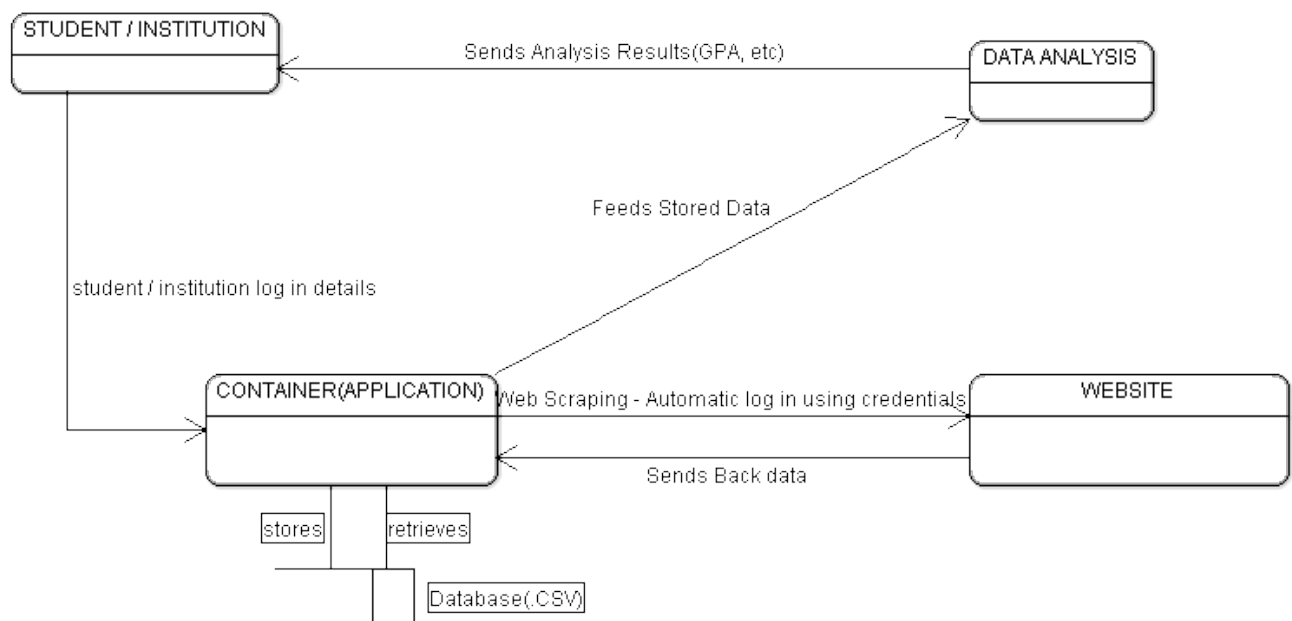 STUDENT / INSTITUTION
Sends Analysis Results(GPA, etc)
DATA ANALYSIS
Feeds Stored Data
student / institution log in details
CONTAINER(APPLICATION)
Web Scraping - Automatic log in using credentials
WEBSITE
Sends Back data
stores
retrieves
Database(.CSV)